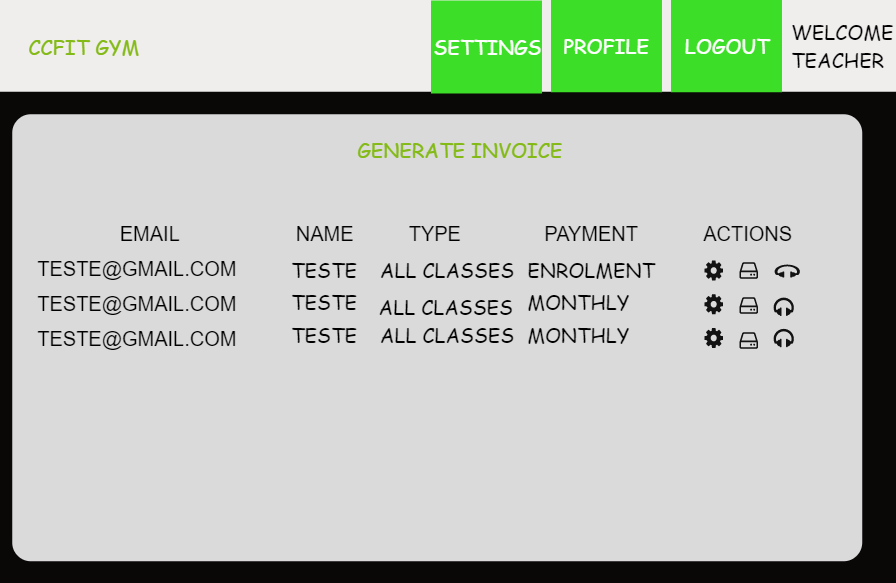 CCFIT GYM
SETTINGS
PROFILE
LOGOUT
WELCOME
TEACHER
GENERATE INVOICE
EMAIL NAME TYPE PAYMENT ACTIONS
TESTE@GMAIL.COM TESTE ALL CLASSES ENROLMENT
TESTE@GMAIL.COM TESTE ALL CLASSES MONTHLY
TESTE@GMAIL.COM TESTE ALL CLASSES MONTHLY